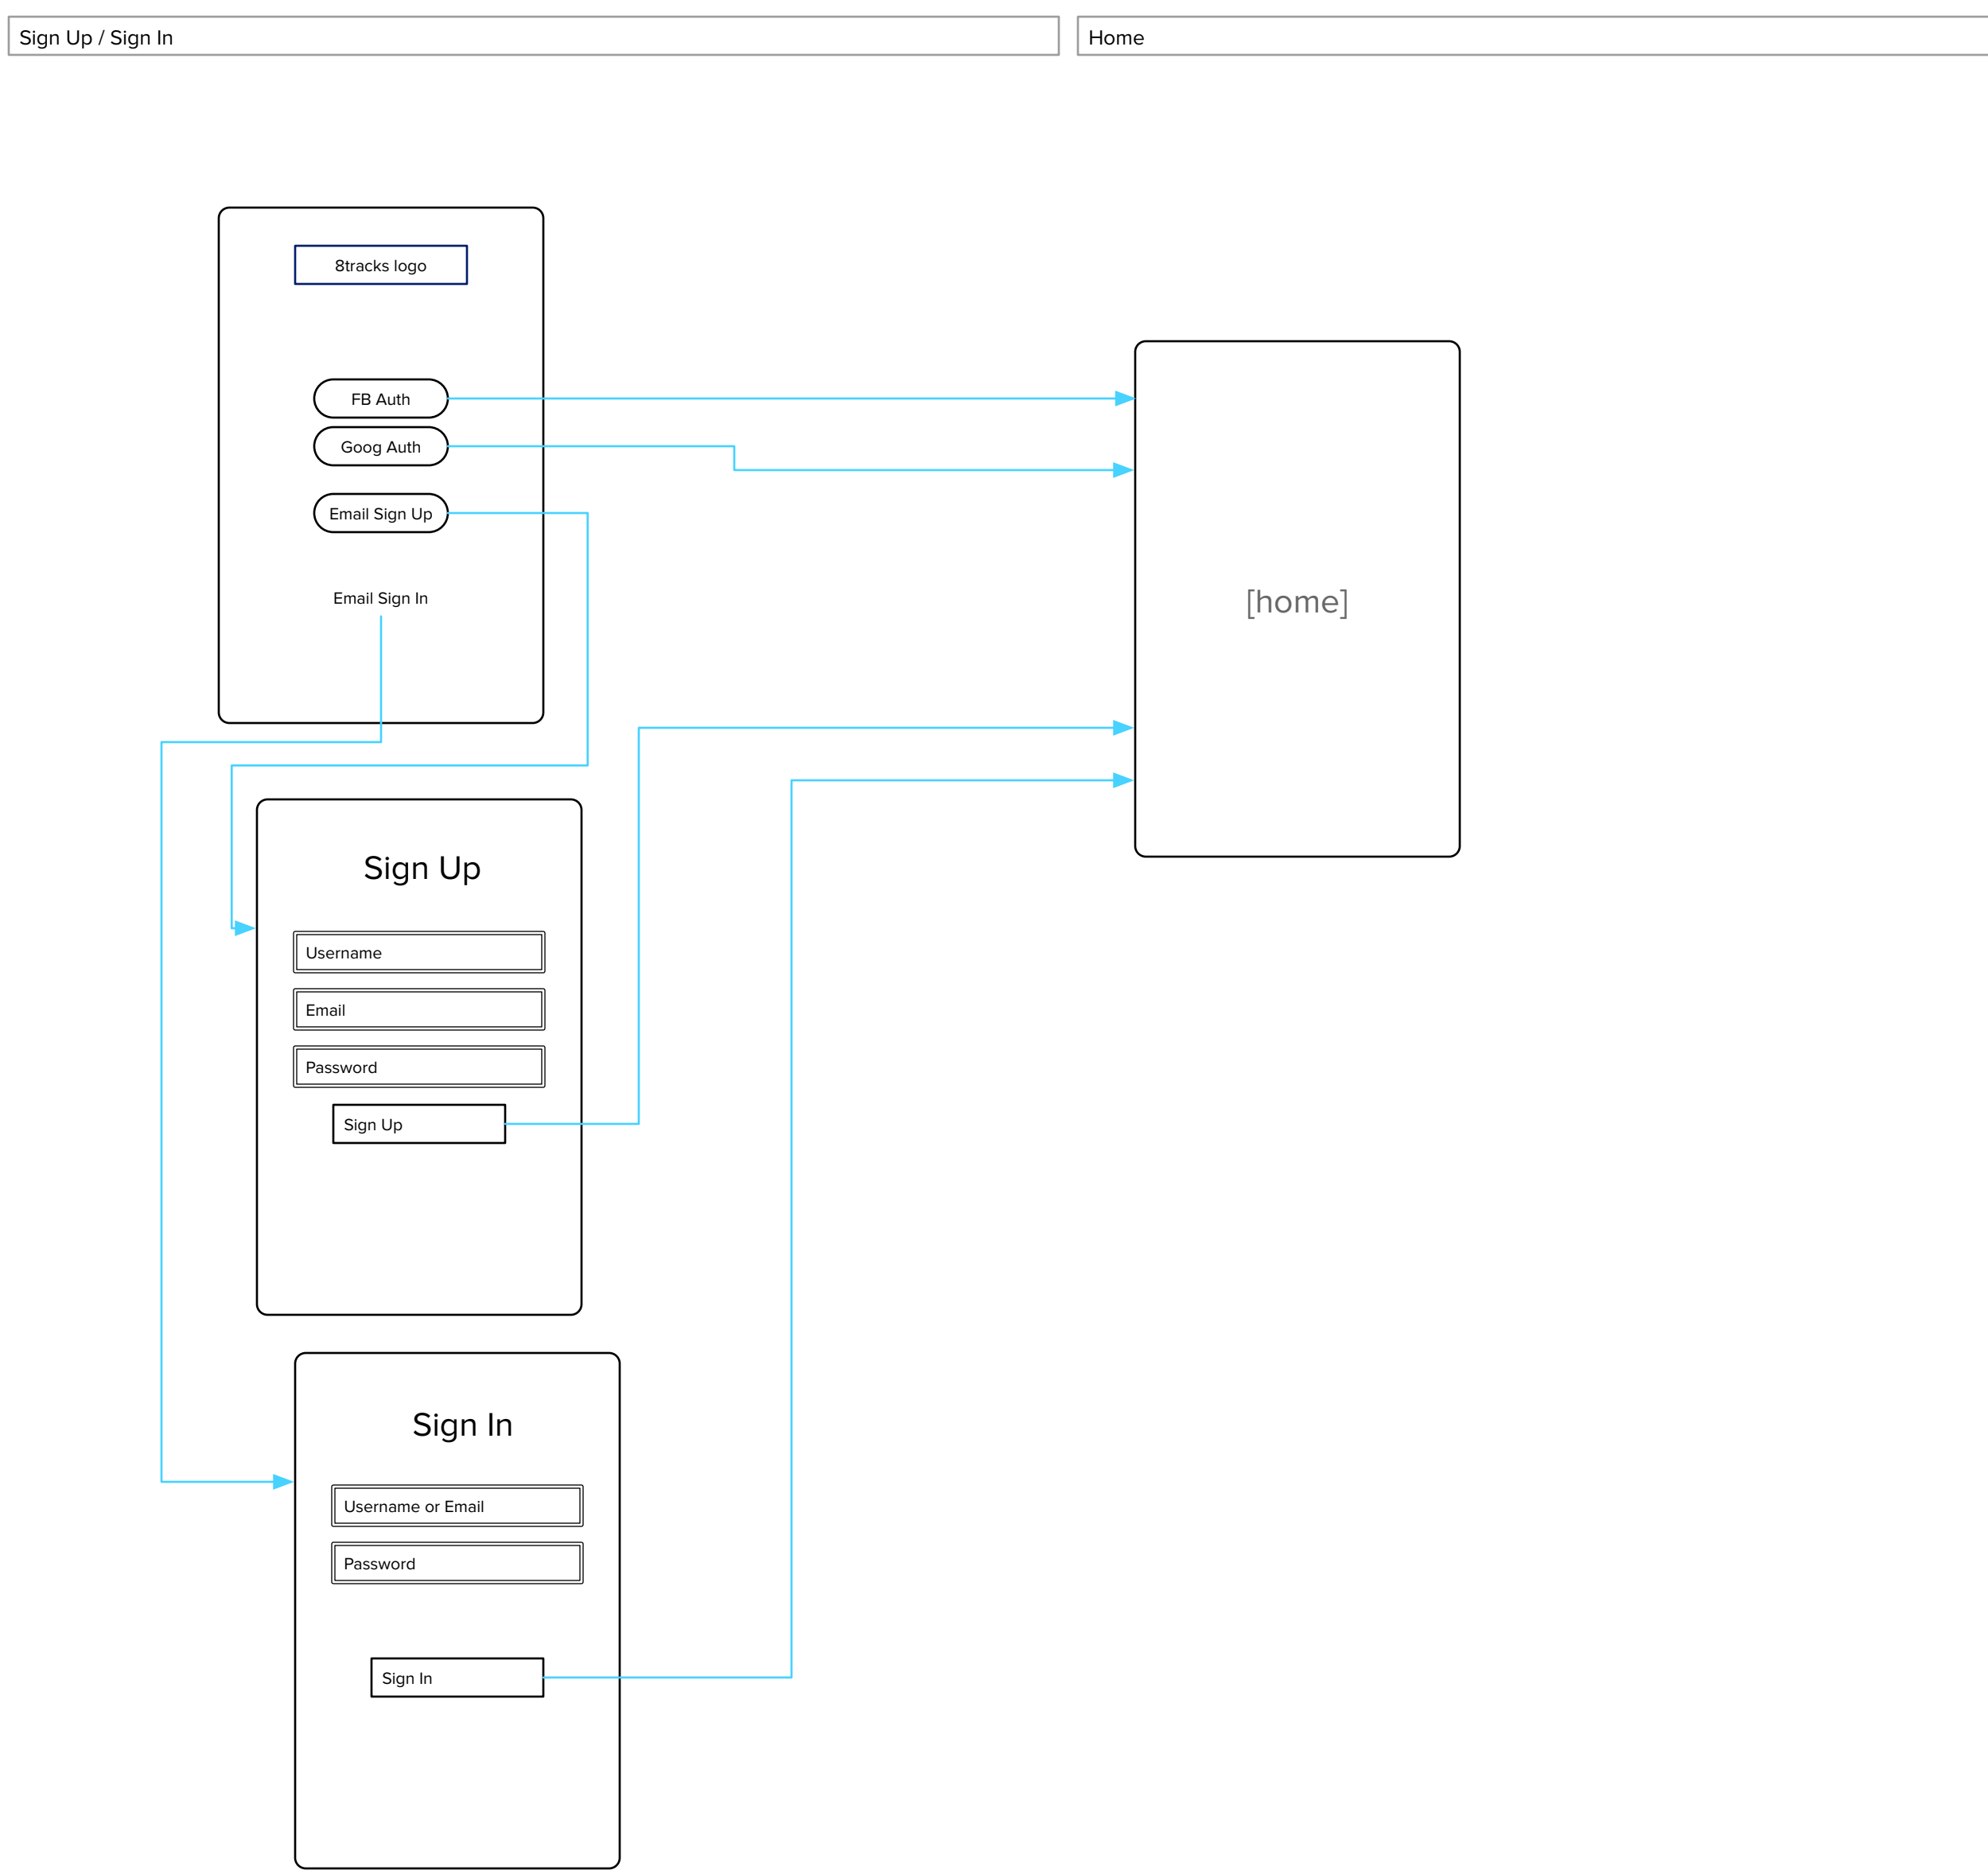 Sign Up / Sign In
Home
8tracks logo
FB Auth
Goog Auth
Email Sign Up
Email Sign In
[home]
Sign Up
Username
Email
Password
Sign Up
Sign In
Username or Email
Password
Sign In